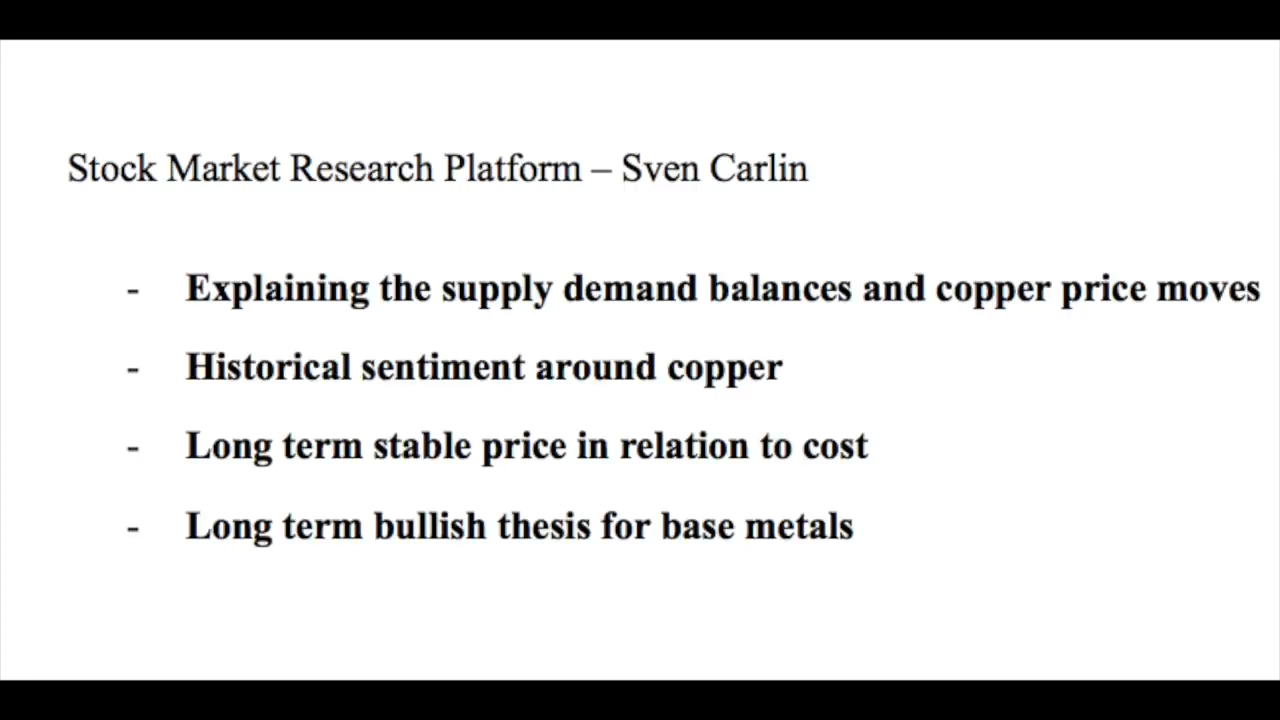 Stock Market Research Platform – Sven Carlin
- Explaining the supply demand balances and copper price moves
- Historical sentiment around copper
- Long term stable price in relation to cost
- Long term bullish thesis for base metals